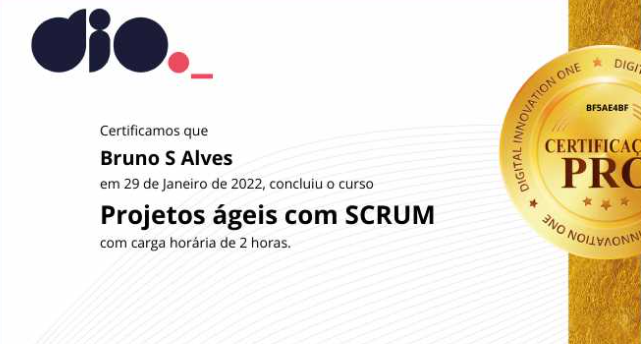 dio.
Certificamos que
Bruno S Alves
em 29 de Janeiro de 2022, concluiu o curso
Projetos ágeis com SCRUM
com carga horária de 2 horas.
DIGITAL INNOVATION ONE
BF5AE4BF
CERTIFICAÇ
PRO